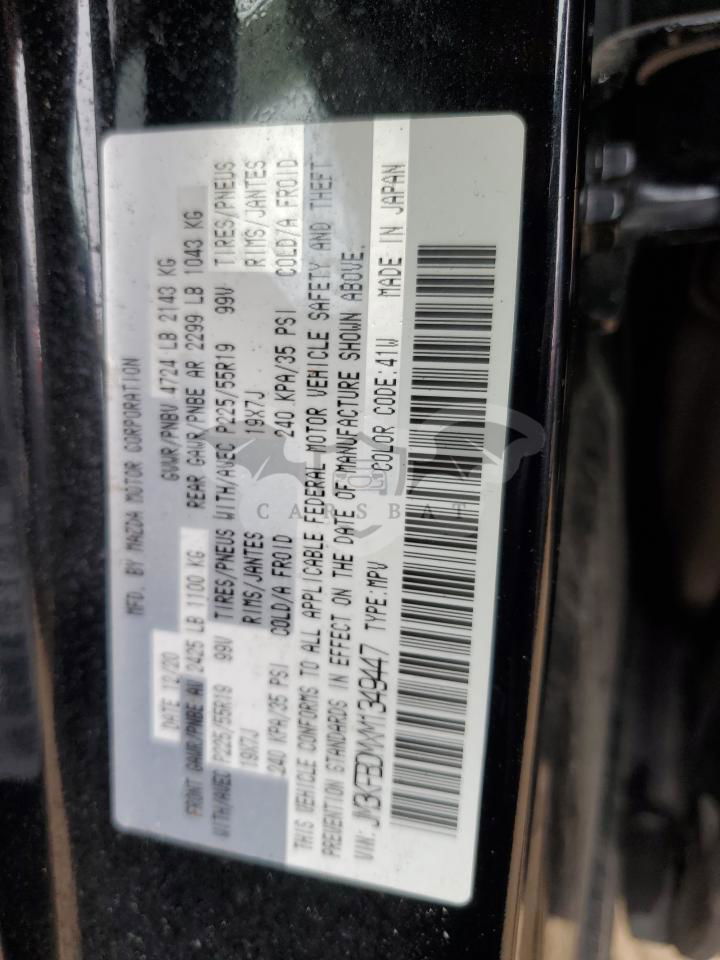 MFD. BY MAZDA MOTOR CORPORATION
DATE 12/20 GVWR/PNBV 4724 LB 2143 KG
FRONT GAWR/PNBE AU 2425 LB 1100 KG REAR GAWR/PNBE AR 2299 LB 1043 KG
WITH/AVEC P225/55R19 99V TIRES/PNEUS WITH/AVEC P225/55R19 99V TIRES/PNEUS
19X7J RIMS/JANTES 19X7J RIMS/JANTES
240 KPA/35 PSI COLD/A FROID 240 KPA/35 PSI COLD/A FROID
THIS VEHICLE CONFORMS TO ALL APPLICABLE FEDERAL MOTOR VEHICLE SAFETY AND THEFT
PREVENTION STANDARDS IN EFFECT ON THE DATE OF MANUFACTURE SHOWN ABOVE.
VIN: TYPE:MPV COLOR CODE.41W MADE IN JAPAN
CARSBAT